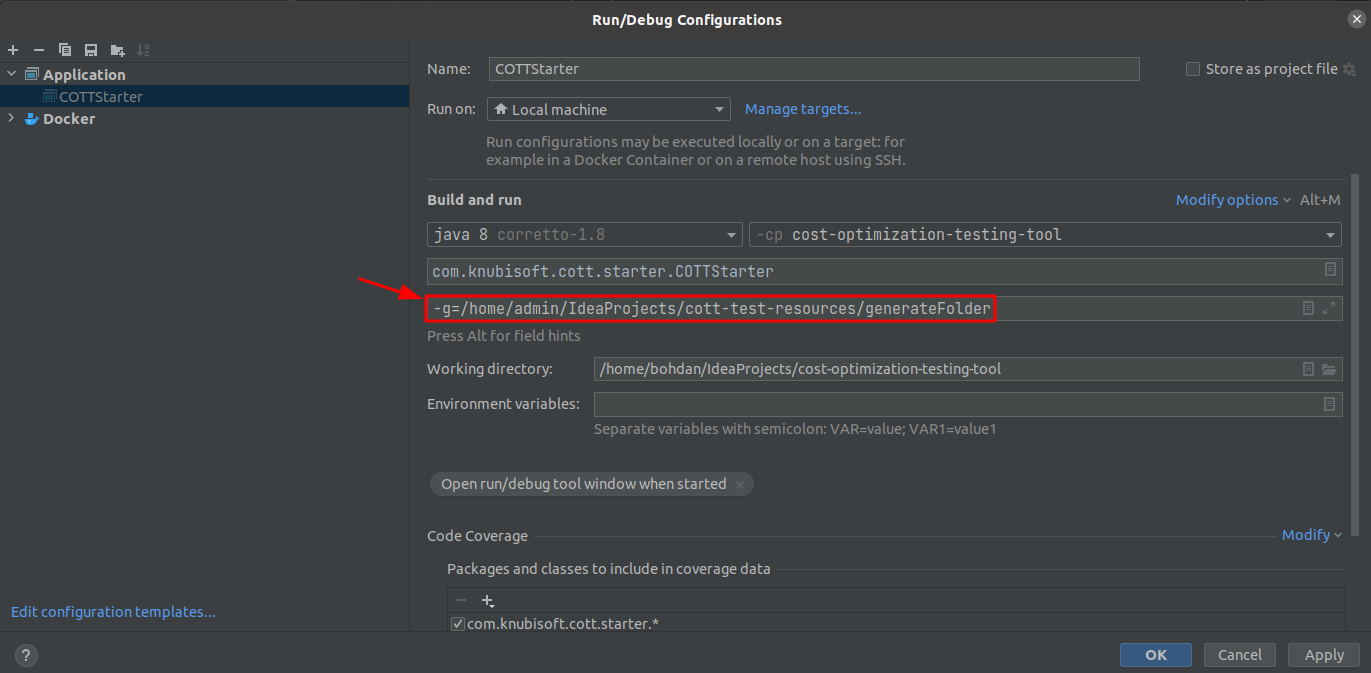 Run/Debug Configurations
Application
COTTStarter
Docker
Edit configuration templates...
Name: COTTStarter Store as project file
Run on: Local machine Manage targets...
Run configurations may be executed locally or on a target: for
example in a Docker Container or on a remote host using SSH.
Build and run Modify options Alt+M
java 8 corretto-1.8 -cp cost-optimization-testing-tool
com.knubisoft.cott.starter.COTTStarter
-g=/home/admin/IdeaProjects/cott-test-resources/generateFolder
Press Alt for field hints
Working directory: /home/bohdan/IdeaProjects/cost-optimization-testing-tool
Environment variables:
Separate variables with semicolon: VAR=value; VAR1=value1
Open run/debug tool window when started
Code Coverage Modify
Packages and classes to include in coverage data
com.knubisoft.cott.starter.*
? OK Cancel Apply